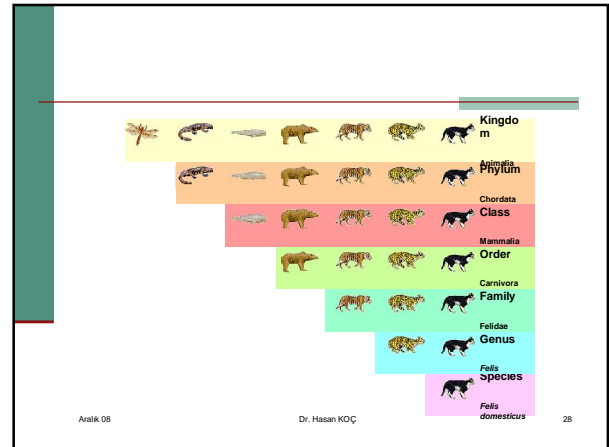 Kingdo
m
Animalia
Phylum
Chordata
Class
Mammalia
Order
Carnivora
Family
Felidae
Genus
Felis
Species
Felis
domesticus
Aralık 08
Dr. Hasan KOÇ
28